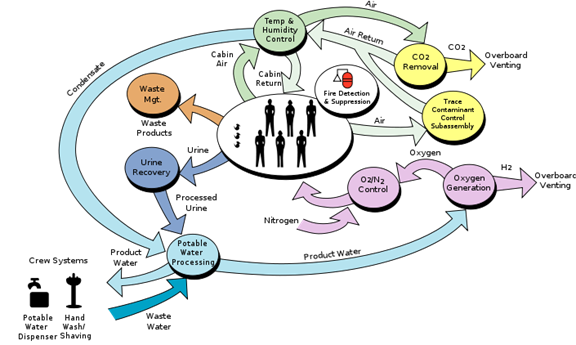 Air
Temp &
Humidity
Control
Air Return
CO2
CO2
Removal
Overboard
Venting
Condensate
Cabin
Air
Cabin
Return
Fire Detection
& Suppression
Waste
Mgt.
Waste
Products
Trace
Contaminant
Control
Subassembly
Air
Urine
Urine
Recovery
Oxygen
O2/N2
Control
Oxygen
Generation
H2
Overboard
Venting
Processed
Urine
Nitrogen
Potable
Water
Processing
Product
Water
Product Water
Crew Systems
Potable
Water
Dispenser
Hand
Wash/
Shaving
Waste
Water